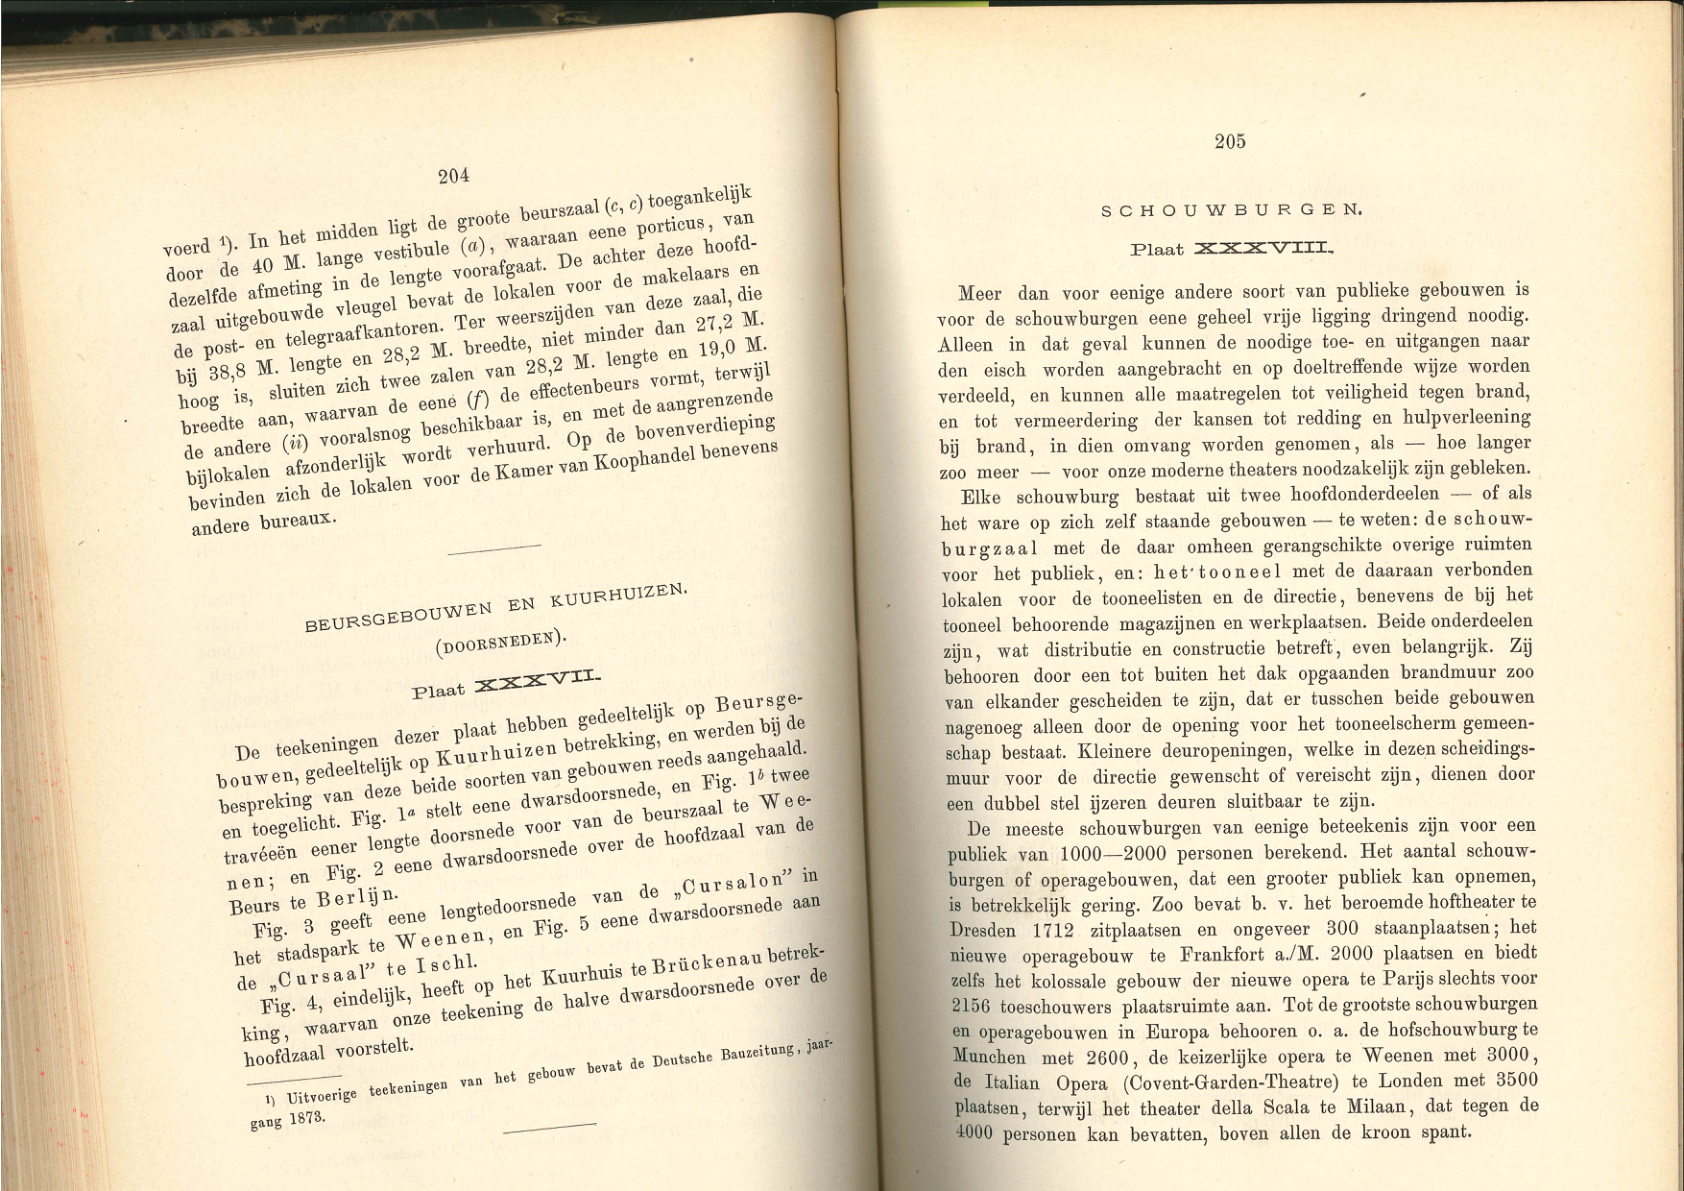 204
voerd ¹). In het midden ligt de groote beurszaal (c, c) toegankelijk
door de 40 M. lange vestibule (a), waaraan eene porticus, van
dezelfde afmeting in de lengte voorafgaat. De achter deze hoofd-
zaal uitgebouwde vleugel bevat de lokalen voor de makelaars en
de post- en telegraafkantoren. Ter weerszijden van deze zaal, die
bij 38,8 M. lengte en 28,2 M. breedte, niet minder dan 27,2 M.
hoog is, sluiten zich twee zalen van 28,2 M. lengte en 19,0 M.
breedte aan, waarvan de eene (f) de effectenbeurs vormt, terwijl
de andere (ii) vooralsnog beschikbaar is, en met de aangrenzende
bijlokalen afzonderlijk wordt verhuurd. Op de bovenverdieping
bevinden zich de lokalen voor de Kamer van Koophandel benevens
andere bureaux.
BEURSGEBOUWEN EN KUURHUIZEN.
(DOORSNEDEN).
Plaat XXXVII.
De teekeningen dezer plaat hebben gedeeltelijk op Beursge-
bouwen, gedeeltelijk op Kuurhuizen betrekking, en werden bij de
bespreking van deze beide soorten van gebouwen reeds aangehaald.
en toegelicht. Fig. 1ᵃ stelt eene dwarsdoorsnede, en Fig. 1ᵇ twee
travéeën eener lengte doorsnede voor van de beurszaal te Wee-
nen; en Fig. 2 eene dwarsdoorsnede over de hoofdzaal van de
Beurs te Berlijn.
Fig. 3 geeft eene lengtedoorsnede van de „Cursalon” in
het stadspark te Weenen, en Fig. 5 eene dwarsdoorsnede aan
de „Cursaal” te Ischl.
Fig. 4, eindelijk, heeft op het Kuurhuis te Brückenau betrek-
king, waarvan onze teekening de halve dwarsdoorsnede over de
hoofdzaal voorstelt.
¹) Uitvoerige teekeningen van het gebouw bevat de Deutsche Bauzeitung, jaar-
gang 1873.
205
SCHOUWBURGEN.
Plaat XXXVIII.
Meer dan voor eenige andere soort van publieke gebouwen is
voor de schouwburgen eene geheel vrije ligging dringend noodig.
Alleen in dat geval kunnen de noodige toe- en uitgangen naar
den eisch worden aangebracht en op doeltreffende wijze worden
verdeeld, en kunnen alle maatregelen tot veiligheid tegen brand,
en tot vermeerdering der kansen tot redding en hulpverleening
bij brand, in dien omvang worden genomen, als — hoe langer
zoo meer — voor onze moderne theaters noodzakelijk zijn gebleken.
Elke schouwburg bestaat uit twee hoofdonderdeelen — of als
het ware op zich zelf staande gebouwen — te weten: de schouw-
burgzaal met de daar omheen gerangschikte overige ruimten
voor het publiek, en: het tooneel met de daaraan verbonden
lokalen voor de tooneelisten en de directie, benevens de bij het
tooneel behoorende magazijnen en werkplaatsen. Beide onderdeelen
zijn, wat distributie en constructie betreft, even belangrijk. Zij
behooren door een tot buiten het dak opgaanden brandmuur zoo
van elkander gescheiden te zijn, dat er tusschen beide gebouwen
nagenoeg alleen door de opening voor het tooneelscherm gemeen-
schap bestaat. Kleinere deuropeningen, welke in dezen scheidings-
muur voor de directie gewenscht of vereischt zijn, dienen door
een dubbel stel ijzeren deuren sluitbaar te zijn.
De meeste schouwburgen van eenige beteekenis zijn voor een
publiek van 1000—2000 personen berekend. Het aantal schouw-
burgen of operagebouwen, dat een grooter publiek kan opnemen,
is betrekkelijk gering. Zoo bevat b. v. het beroemde hoftheater te
Dresden 1712 zitplaatsen en ongeveer 300 staanplaatsen; het
nieuwe operagebouw te Frankfort a./M. 2000 plaatsen en biedt
zelfs het kolossale gebouw der nieuwe opera te Parijs slechts voor
2156 toeschouwers plaatsruimte aan. Tot de grootste schouwburgen
en operagebouwen in Europa behooren o. a. de hofschouwburg te
Munchen met 2600, de keizerlijke opera te Weenen met 3000,
de Italian Opera (Covent-Garden-Theatre) te Londen met 3500
plaatsen, terwijl het theater della Scala te Milaan, dat tegen de
4000 personen kan bevatten, boven allen de kroon spant.